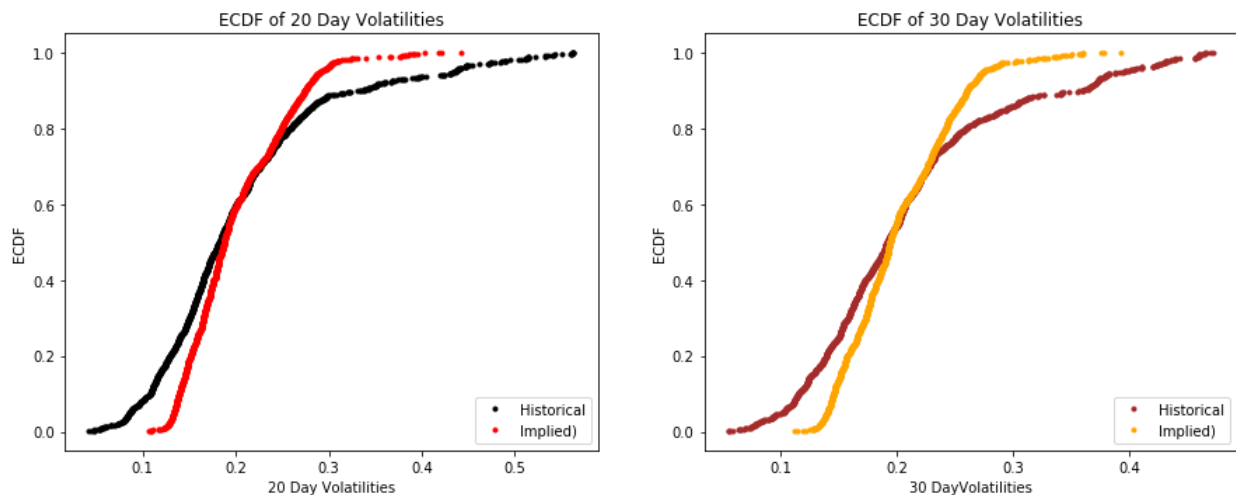 ECDF of 20 Day Volatilities
1.0
0.8
0.6
0.4
0.2
0.0
ECDF
0.1 0.2 0.3 0.4 0.5
20 Day Volatilities
Historical
Implied)
ECDF of 30 Day Volatilities
1.0
0.8
0.6
0.4
0.2
0.0
ECDF
0.1 0.2 0.3 0.4
30 DayVolatilities
Historical
Implied)